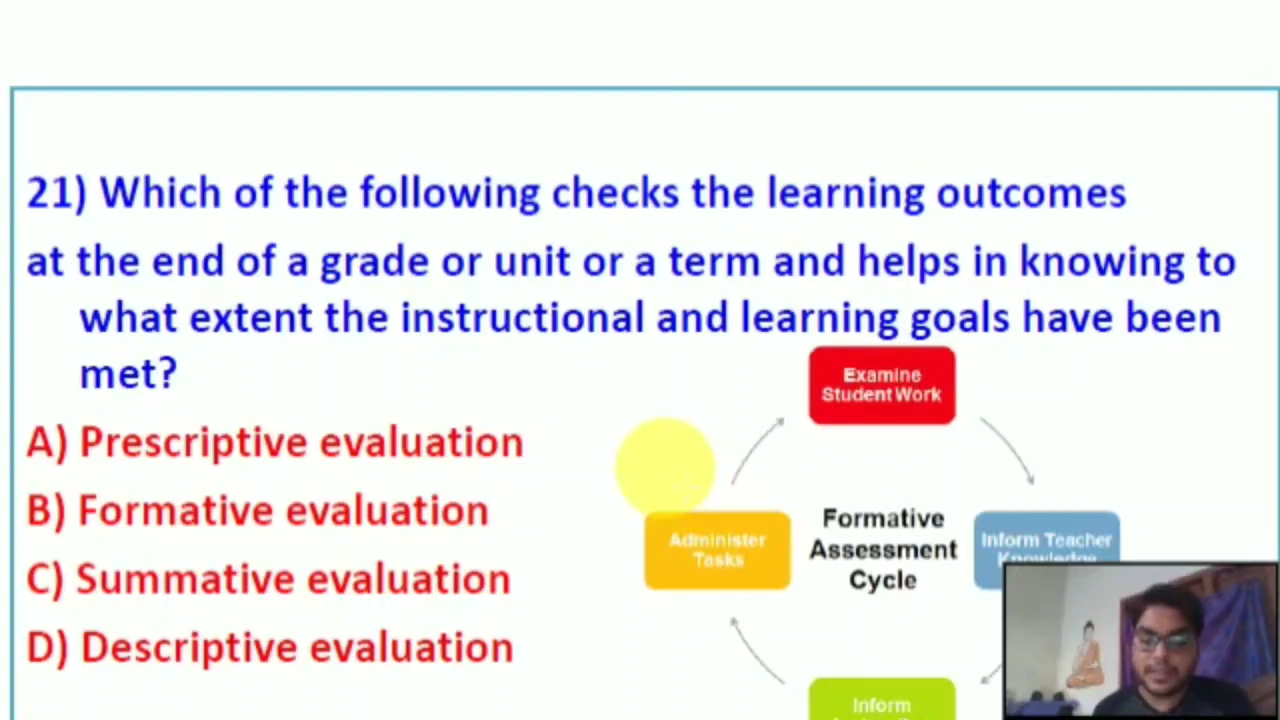 21) Which of the following checks the learning outcomes
at the end of a grade or unit or a term and helps in knowing to
what extent the instructional and learning goals have been
met?
A) Prescriptive evaluation
B) Formative evaluation
C) Summative evaluation
D) Descriptive evaluation
Examine
Student Work
Administer
Tasks
Formative
Assessment
Cycle
Inform Teacher
Knowledge
Inform